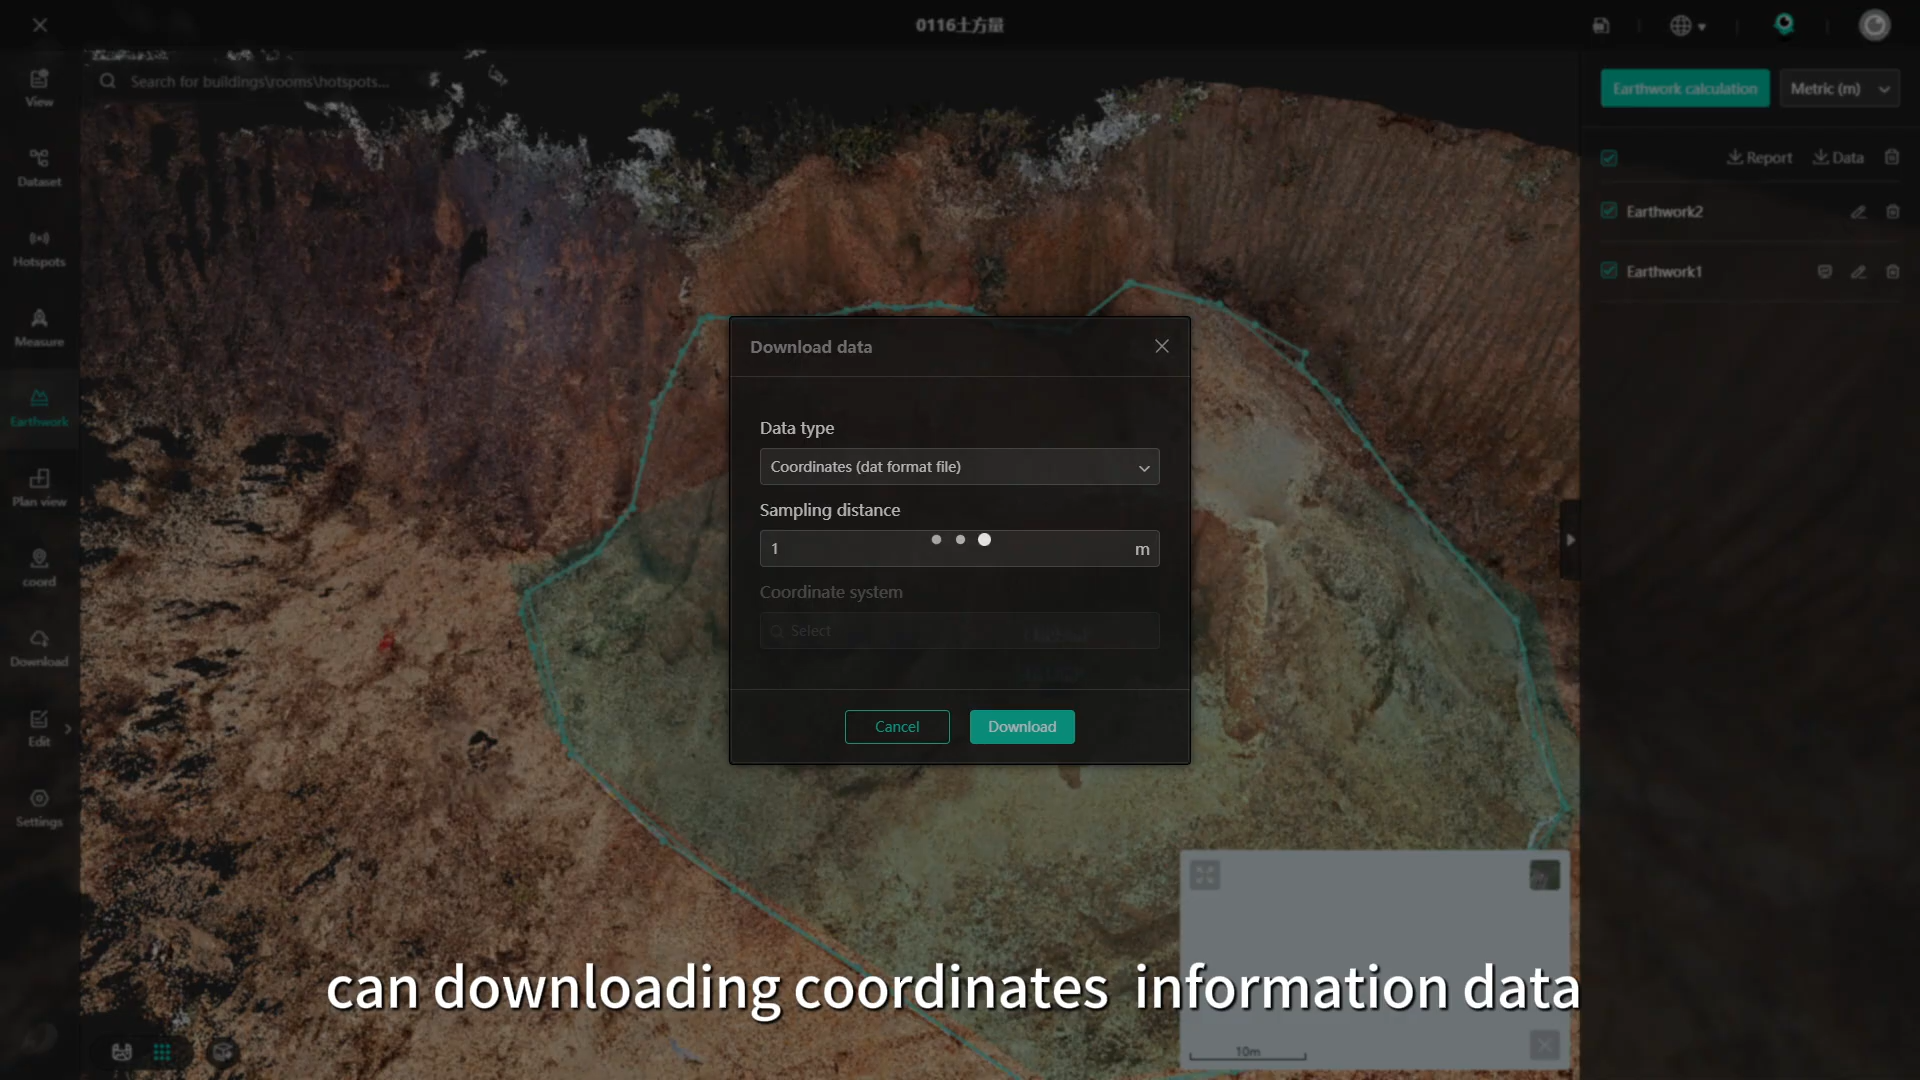 0116土方量
View
Dataset
Hotspots
Measure
Earthwork
Plan view
coord
Download
Edit
Settings
Search for buildings\rooms\hotspots...
Earthwork calculation
Metric (m)
Report
Data
Earthwork2
Earthwork1
Download data
Data type
Coordinates (dat format file)
Sampling distance
1
m
Coordinate system
Select
Cancel
Download
10m
can downloading coordinates information data